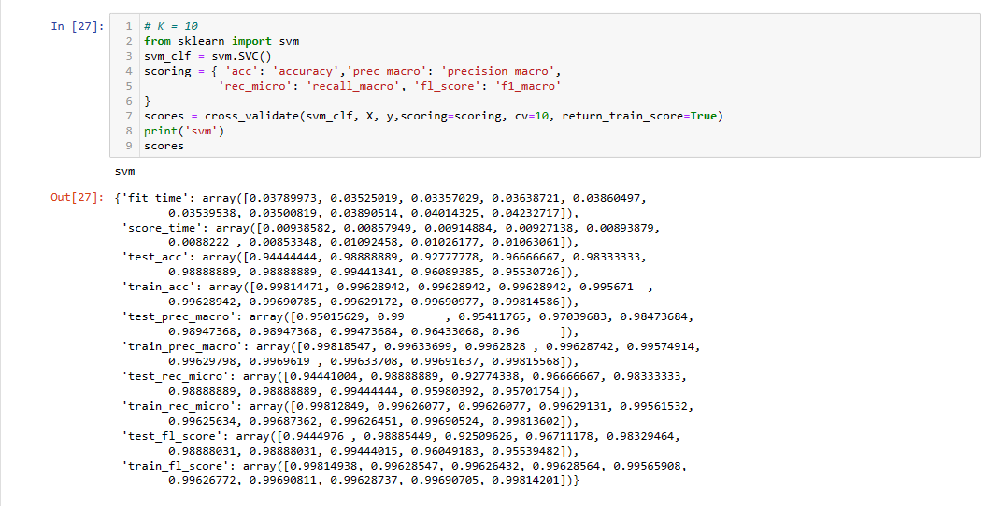 In [27]:
1 # K = 10
2 from sklearn import svm
3 svm_clf = svm.SVC()
4 scoring = { 'acc': 'accuracy','prec_macro': 'precision_macro',
5            'rec_micro': 'recall_macro', 'fl_score': 'f1_macro'
6 }
7 scores = cross_validate(svm_clf, X, y,scoring=scoring, cv=10, return_train_score=True)
8 print('svm')
9 scores
svm
Out[27]: {'fit_time': array([0.03789973, 0.03525019, 0.03357029, 0.03638721, 0.03860497,
        0.03539538, 0.03500819, 0.03890514, 0.04014325, 0.04232717]),
 'score_time': array([0.00938582, 0.00857949, 0.00914884, 0.00927138, 0.00893879,
        0.0088222 , 0.00853348, 0.01092458, 0.01026177, 0.01063061]),
 'test_acc': array([0.94444444, 0.98888889, 0.92777778, 0.96666667, 0.98333333,
        0.98888889, 0.98888889, 0.99441341, 0.96089385, 0.95530726]),
 'train_acc': array([0.99814471, 0.99628942, 0.99628942, 0.99628942, 0.995671  ,
        0.99628942, 0.99690785, 0.99629172, 0.99690977, 0.99814586]),
 'test_prec_macro': array([0.95015629, 0.99      , 0.95411765, 0.97039683, 0.98473684,
        0.98947368, 0.98947368, 0.99473684, 0.96433068, 0.96      ]),
 'train_prec_macro': array([0.99818547, 0.99633699, 0.9962828 , 0.99628742, 0.99574914,
        0.99629798, 0.9969619 , 0.99633708, 0.99691637, 0.99815568]),
 'test_rec_micro': array([0.94441004, 0.98888889, 0.92774338, 0.96666667, 0.98333333,
        0.98888889, 0.98888889, 0.99444444, 0.95980392, 0.95701754]),
 'train_rec_micro': array([0.99812849, 0.99626077, 0.99626077, 0.99629131, 0.99561532,
        0.99625634, 0.99687362, 0.99626451, 0.99690524, 0.99813602]),
 'test_fl_score': array([0.9444976 , 0.98885449, 0.92509626, 0.96711178, 0.98329464,
        0.98888031, 0.98888031, 0.99444015, 0.96049183, 0.95539482]),
 'train_fl_score': array([0.99814938, 0.99628547, 0.99626432, 0.99628564, 0.99565908,
        0.99626772, 0.99690811, 0.99628737, 0.99690705, 0.99814201])}